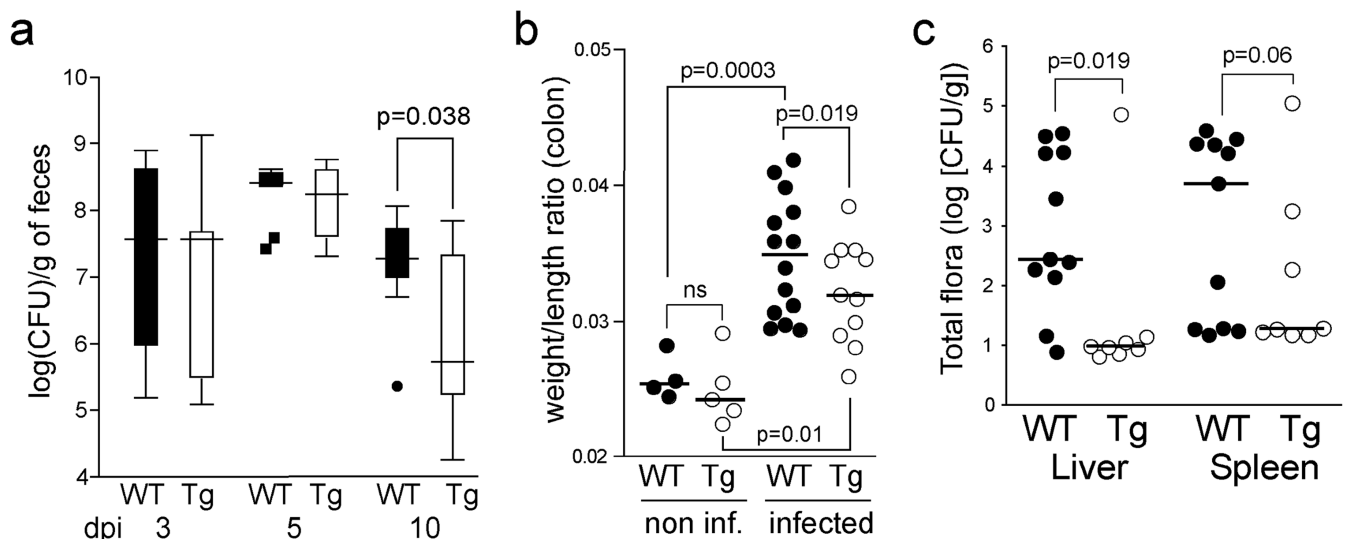 a
log(CFU)/g of feces
10
9
8
7
6
5
4
p=0.038
WT Tg WT Tg WT Tg
dpi 3 5 10
b
weight/length ratio (colon)
0.05
0.04
0.03
0.02
p=0.0003
p=0.019
ns
p=0.01
WT Tg WT Tg
non inf. infected
c
Total flora (log [CFU/g])
6
5
4
3
2
1
0
p=0.019
p=0.06
WT Tg WT Tg
Liver Spleen